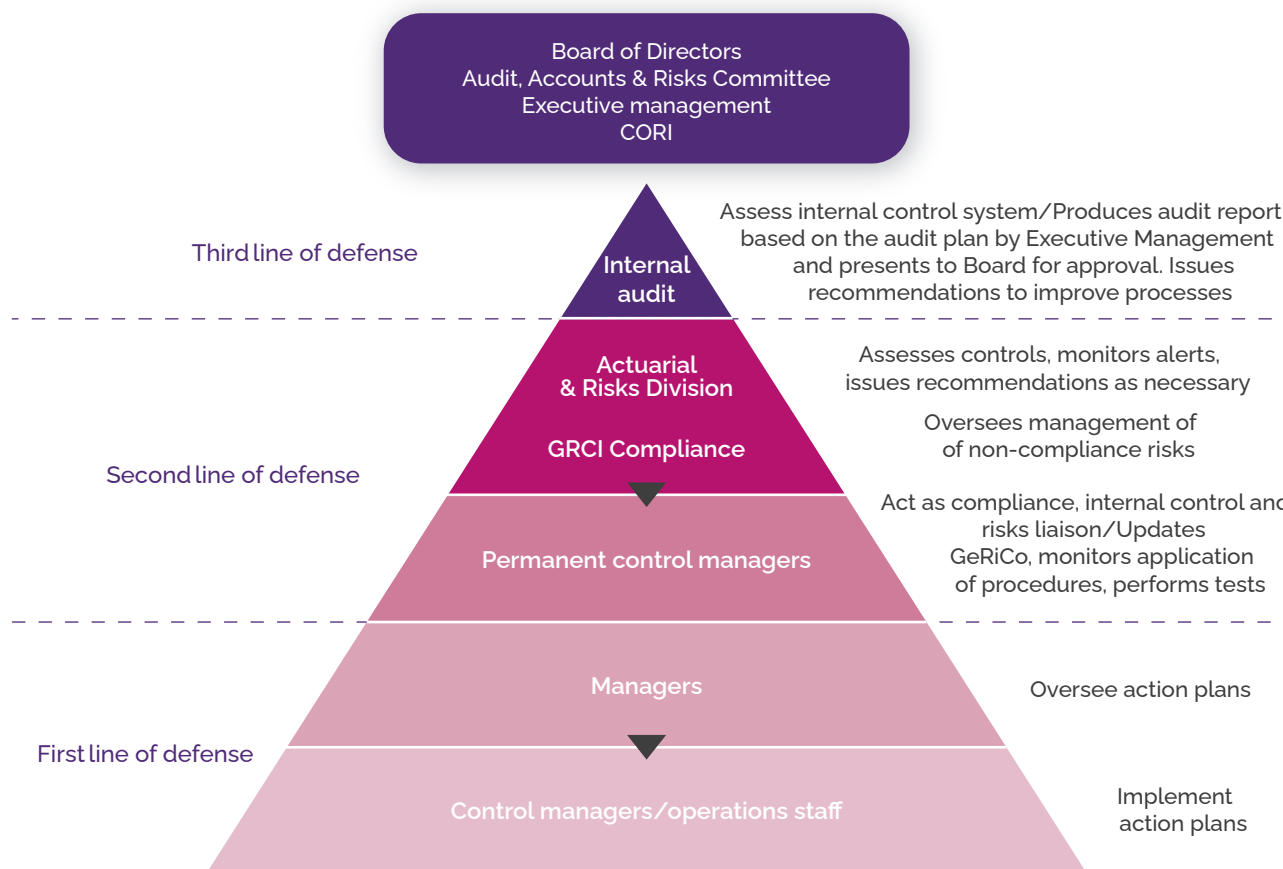 Board of Directors
Audit, Accounts & Risks Committee
Executive management
CORI
Third line of defense
Internal
audit
Assess internal control system/Produces audit report
based on the audit plan by Executive Management
and presents to Board for approval. Issues
recommendations to improve processes
Second line of defense
Actuarial
& Risks Division
GRCI Compliance
Assesses controls, monitors alerts,
issues recommendations as necessary
Oversees management of
of non-compliance risks
Permanent control managers
Act as compliance, internal control and
risks liaison/Updates
GeRiCo, monitors application
of procedures, performs tests
First line of defense
Managers
Oversee action plans
Control managers/operations staff
Implement
action plans